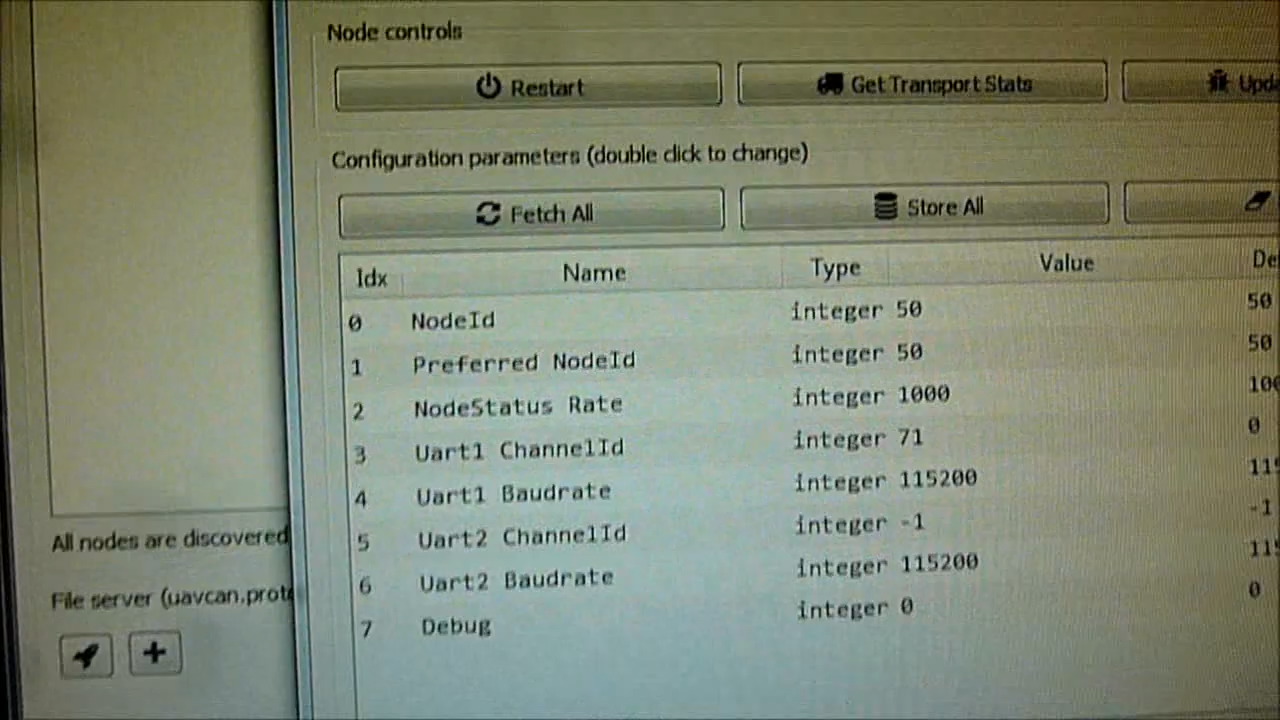 Node controls
Restart Get Transport Stats
Configuration parameters (double click to change)
Fetch All Store All
Idx Name Type Value
0 NodeId integer 50 50
1 Preferred NodeId integer 50 50
2 NodeStatus Rate integer 1000
3 Uart1 ChannelId integer 71 0
4 Uart1 Baudrate integer 115200
5 Uart2 ChannelId integer -1 -1
6 Uart2 Baudrate integer 115200
7 Debug integer 0 0
All nodes are discovered
File server (uavcan.prot